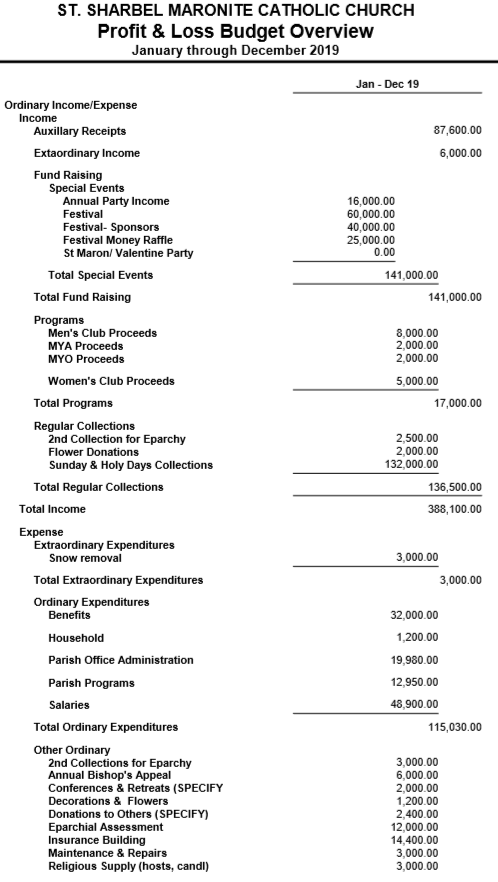 ST. SHARBEL MARONITE CATHOLIC CHURCH
Profit & Loss Budget Overview
January through December 2019
Jan - Dec 19
Ordinary Income/Expense
Income
Auxillary Receipts 87,600.00
Extaordinary Income 6,000.00
Fund Raising
Special Events
Annual Party Income 16,000.00
Festival 60,000.00
Festival- Sponsors 40,000.00
Festival Money Raffle 25,000.00
St Maron/ Valentine Party 0.00
Total Special Events 141,000.00
Total Fund Raising 141,000.00
Programs
Men's Club Proceeds 8,000.00
MYA Proceeds 2,000.00
MYO Proceeds 2,000.00
Women's Club Proceeds 5,000.00
Total Programs 17,000.00
Regular Collections
2nd Collection for Eparchy 2,500.00
Flower Donations 2,000.00
Sunday & Holy Days Collections 132,000.00
Total Regular Collections 136,500.00
Total Income 388,100.00
Expense
Extraordinary Expenditures
Snow removal 3,000.00
Total Extraordinary Expenditures 3,000.00
Ordinary Expenditures
Benefits 32,000.00
Household 1,200.00
Parish Office Administration 19,980.00
Parish Programs 12,950.00
Salaries 48,900.00
Total Ordinary Expenditures 115,030.00
Other Ordinary
2nd Collections for Eparchy 3,000.00
Annual Bishop's Appeal 6,000.00
Conferences & Retreats (SPECIFY 2,000.00
Decorations & Flowers 1,200.00
Donations to Others (SPECIFY) 2,400.00
Eparchial Assessment 12,000.00
Insurance Building 14,400.00
Maintenance & Repairs 3,000.00
Religious Supply (hosts, candl) 3,000.00